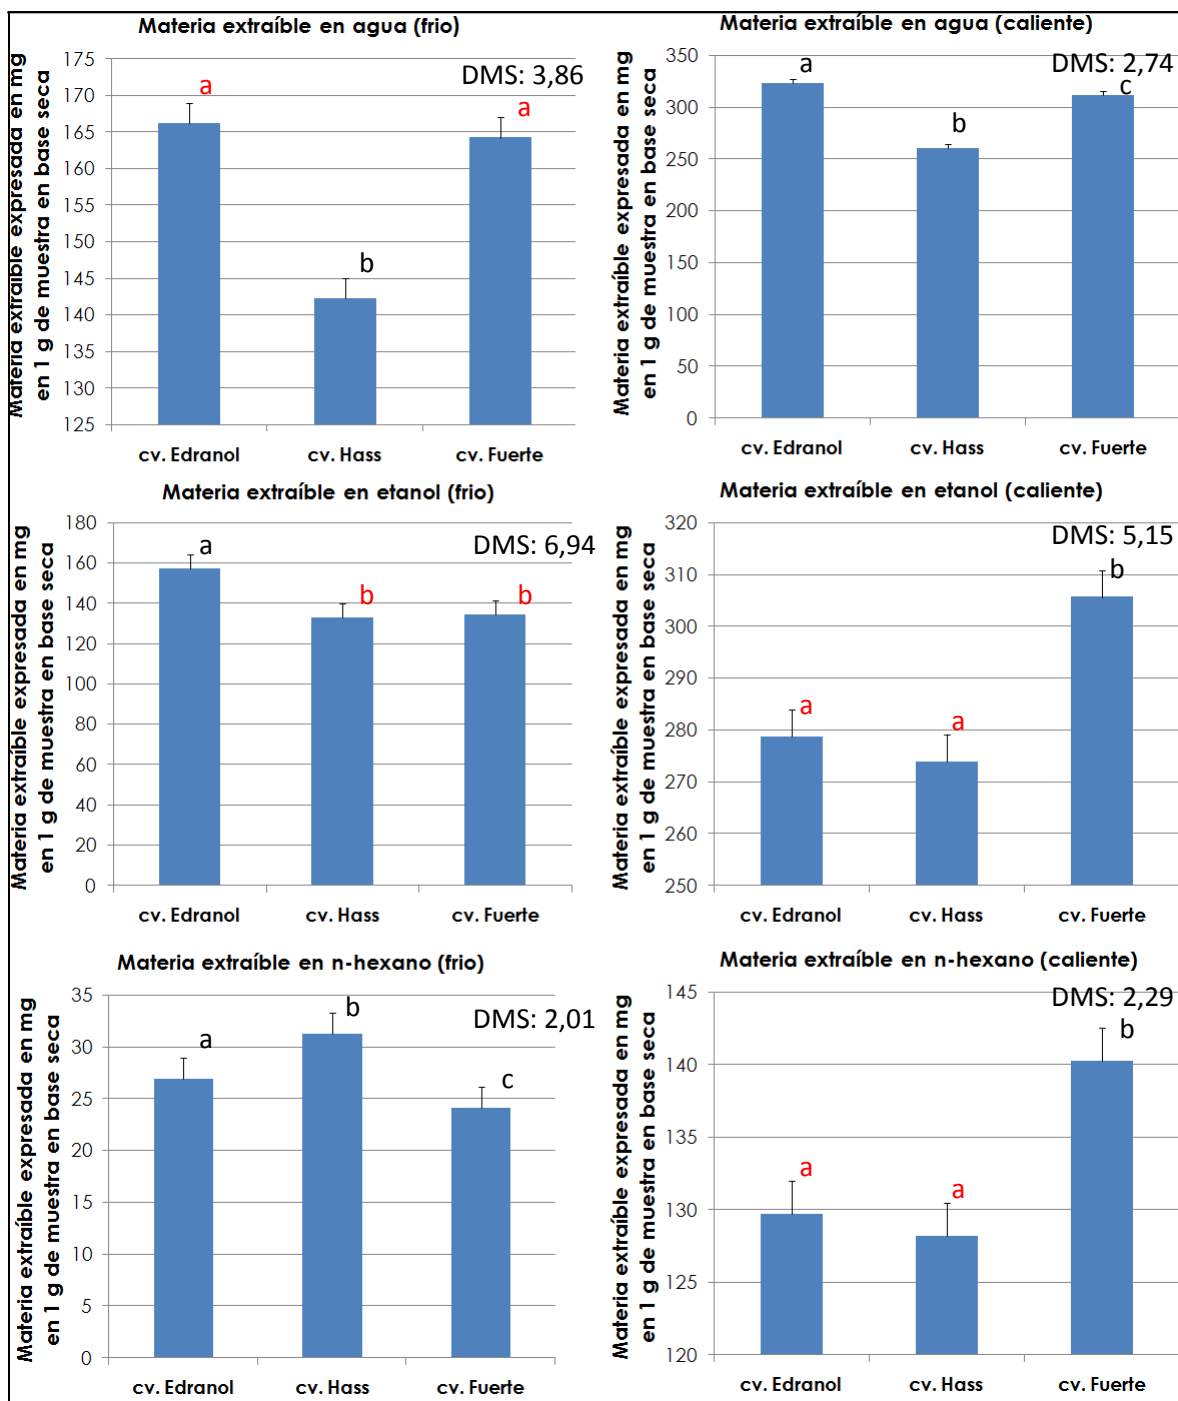 Materia extraíble en agua (frio)
Materia extraíble expresada en mg
en 1 g de muestra en base seca
DMS: 3,86
175
170
165
160
155
150
145
140
135
130
125
a
b
a
cv. Edranol
cv. Hass
cv. Fuerte
Materia extraíble en agua (caliente)
Materia extraíble expresada en mg
en 1 g de muestra en base seca
DMS: 2,74
350
300
250
200
150
100
50
0
a
b
c
cv. Edranol
cv. Hass
cv. Fuerte
Materia extraíble en etanol (frio)
Materia extraíble expresada en mg
en 1 g de muestra en base seca
DMS: 6,94
180
160
140
120
100
80
60
40
20
0
a
b
b
cv. Edranol
cv. Hass
cv. Fuerte
Materia extraíble en etanol (caliente)
Materia extraíble expresada en mg
en 1 g de muestra en base seca
DMS: 5,15
320
310
300
290
280
270
260
250
a
a
b
cv. Edranol
cv. Hass
cv. Fuerte
Materia extraíble en n-hexano (frio)
Materia extraíble expresada en mg
en 1 g de muestra en base seca
DMS: 2,01
35
30
25
20
15
10
5
0
a
b
c
cv. Edranol
cv. Hass
cv. Fuerte
Materia extraíble en n-hexano (caliente)
Materia extraíble expresada en mg
en 1 g de muestra en base seca
DMS: 2,29
145
140
135
130
125
120
a
a
b
cv. Edranol
cv. Hass
cv. Fuerte